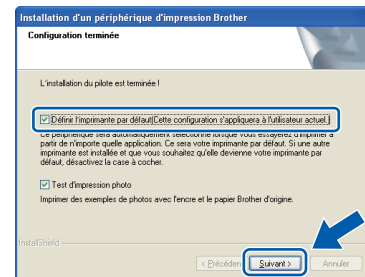 Installation d'un périphérique d'impression Brother
Configuration terminée
L'installation du pilote est terminée !
Définir l'imprimante par défaut(Cette configuration s'appliquera à l'utilisateur actuel.)
Ce périphérique sera automatiquement sélectionné lorsque vous essayerez d'imprimer à
partir de n'importe quelle application. Ce sera votre imprimante par défaut. Si une autre
imprimante est installée et que vous souhaitez qu'elle devienne votre imprimante par
défaut, désactivez la case à cocher.
Test d'impression photo
Imprimer des exemples de photos avec l'encre et le papier Brother d'origine.
InstallShield
< Précéden
Suivant >
Annuler